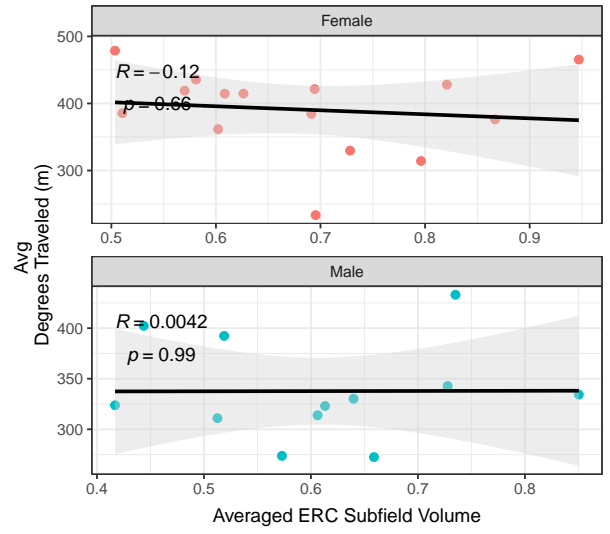 Female
500
400
300
R = −0.12
p = 0.66
0.5 0.6 0.7 0.8 0.9
Male
400
350
300
R = 0.0042
p = 0.99
0.4 0.5 0.6 0.7 0.8
Avg
Degrees Traveled (m)
Averaged ERC Subfield Volume